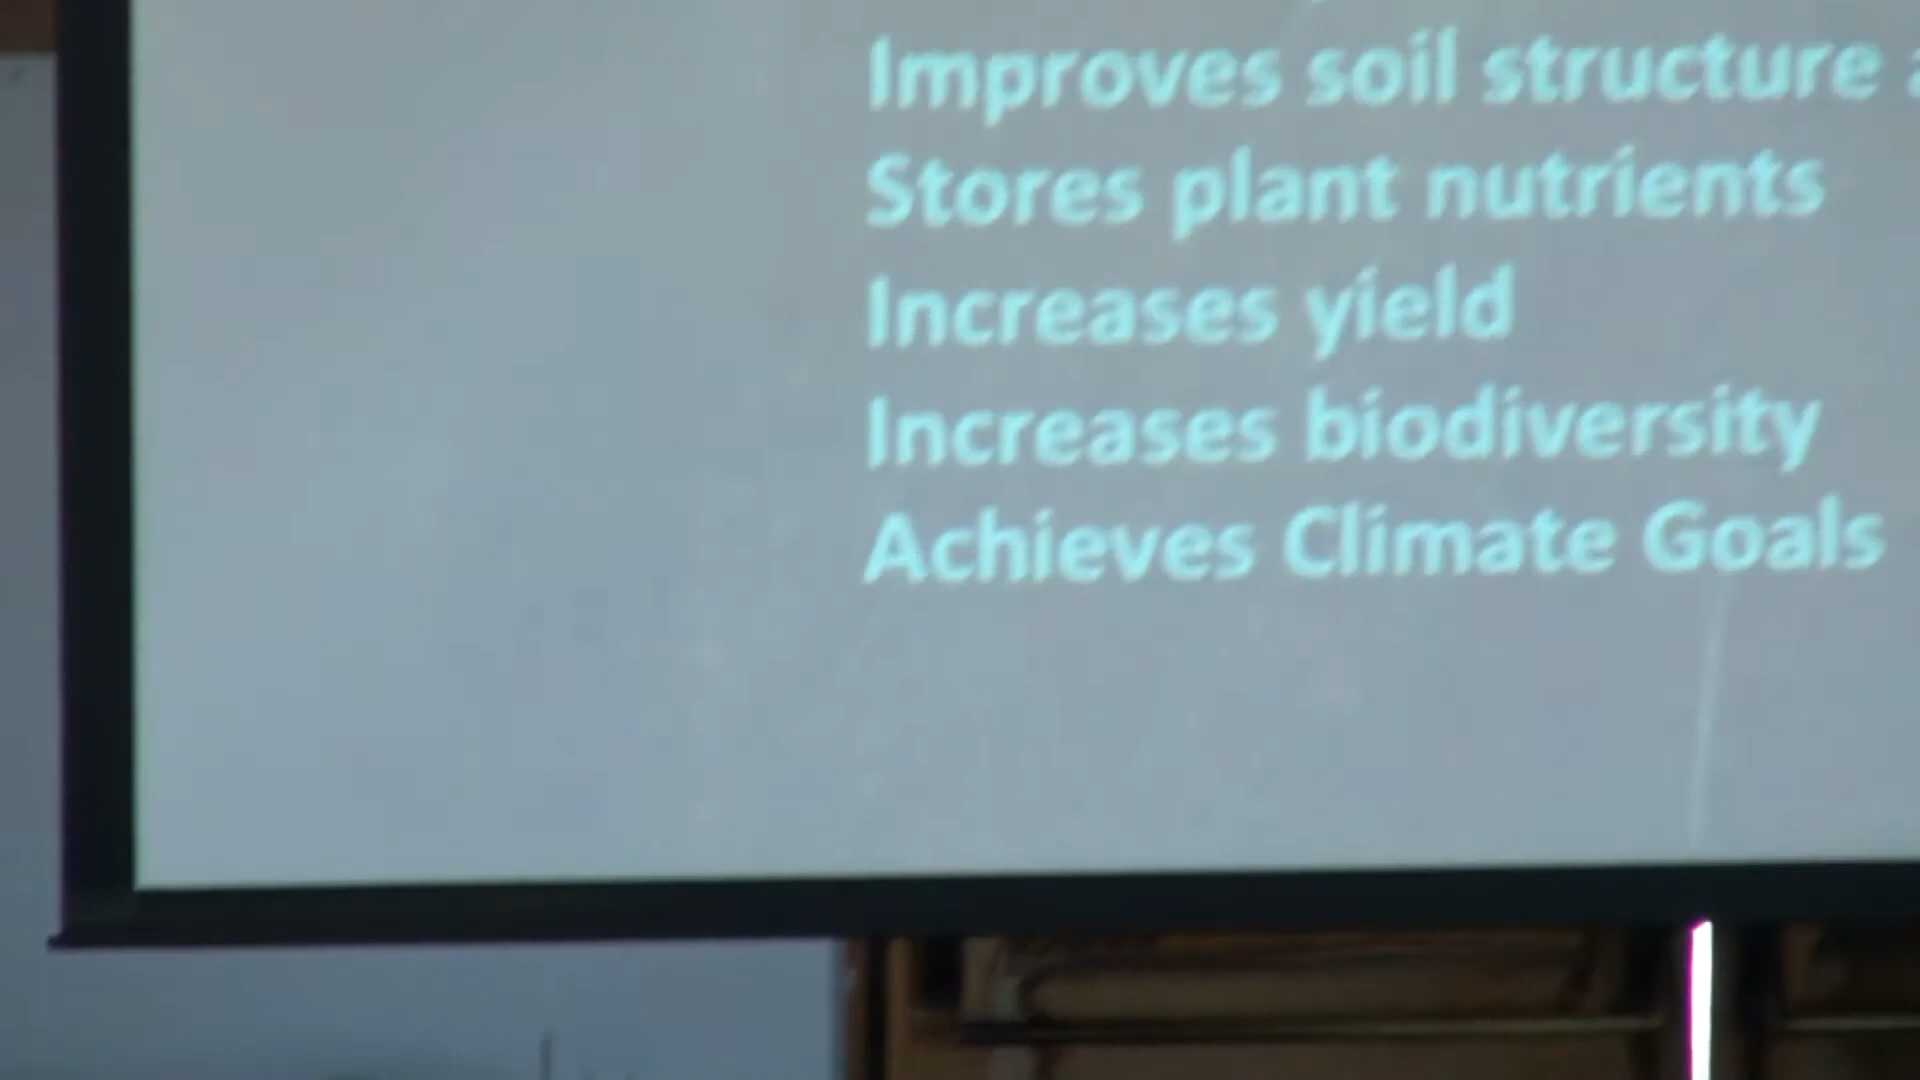 Improves soil structure
Stores plant nutrients
Increases yield
Increases biodiversity
Achieves Climate Goals